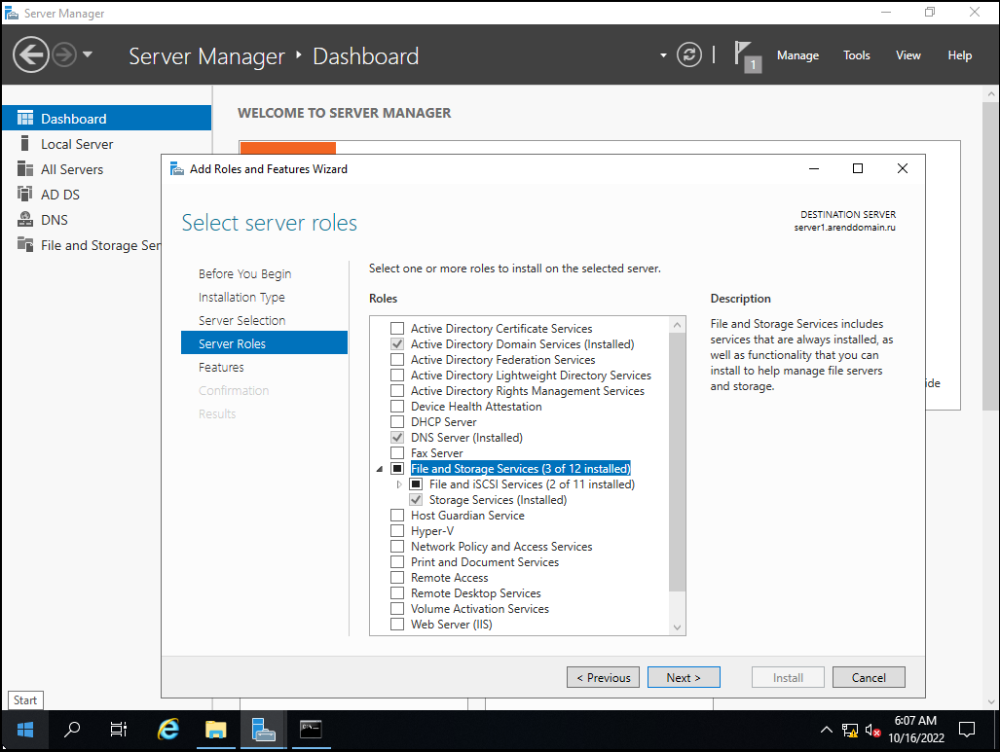 Server Manager
Server Manager ‣ Dashboard
1
Manage
Tools
View
Help
Dashboard
Local Server
All Servers
AD DS
DNS
File and Storage Ser
WELCOME TO SERVER MANAGER
Add Roles and Features Wizard
Select server roles
DESTINATION SERVER
server1.arenddomain.ru
Before You Begin
Installation Type
Server Selection
Server Roles
Features
Confirmation
Results
Select one or more roles to install on the selected server.
Roles
Active Directory Certificate Services
Active Directory Domain Services (Installed)
Active Directory Federation Services
Active Directory Lightweight Directory Services
Active Directory Rights Management Services
Device Health Attestation
DHCP Server
DNS Server (Installed)
Fax Server
File and Storage Services (3 of 12 installed)
File and iSCSI Services (2 of 11 installed)
Storage Services (Installed)
Host Guardian Service
Hyper-V
Network Policy and Access Services
Print and Document Services
Remote Access
Remote Desktop Services
Volume Activation Services
Web Server (IIS)
Description
File and Storage Services includes
services that are always installed, as
well as functionality that you can
install to help manage file servers
and storage.
ide
< Previous
Next >
Install
Cancel
Start
6:07 AM
10/16/2022